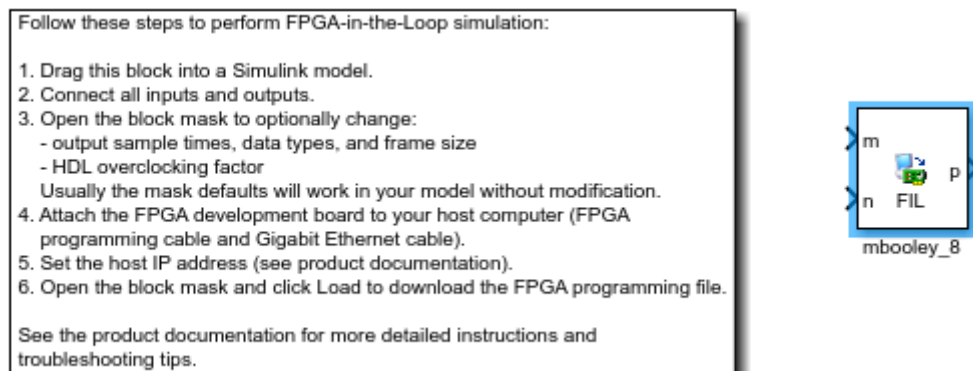 Follow these steps to perform FPGA-in-the-Loop simulation:
1. Drag this block into a Simulink model.
2. Connect all inputs and outputs.
3. Open the block mask to optionally change:
- output sample times, data types, and frame size
- HDL overclocking factor
Usually the mask defaults will work in your model without modification.
4. Attach the FPGA development board to your host computer (FPGA
programming cable and Gigabit Ethernet cable).
5. Set the host IP address (see product documentation).
6. Open the block mask and click Load to download the FPGA programming file.
See the product documentation for more detailed instructions and
troubleshooting tips.
m
p
n FIL
mbooley_8